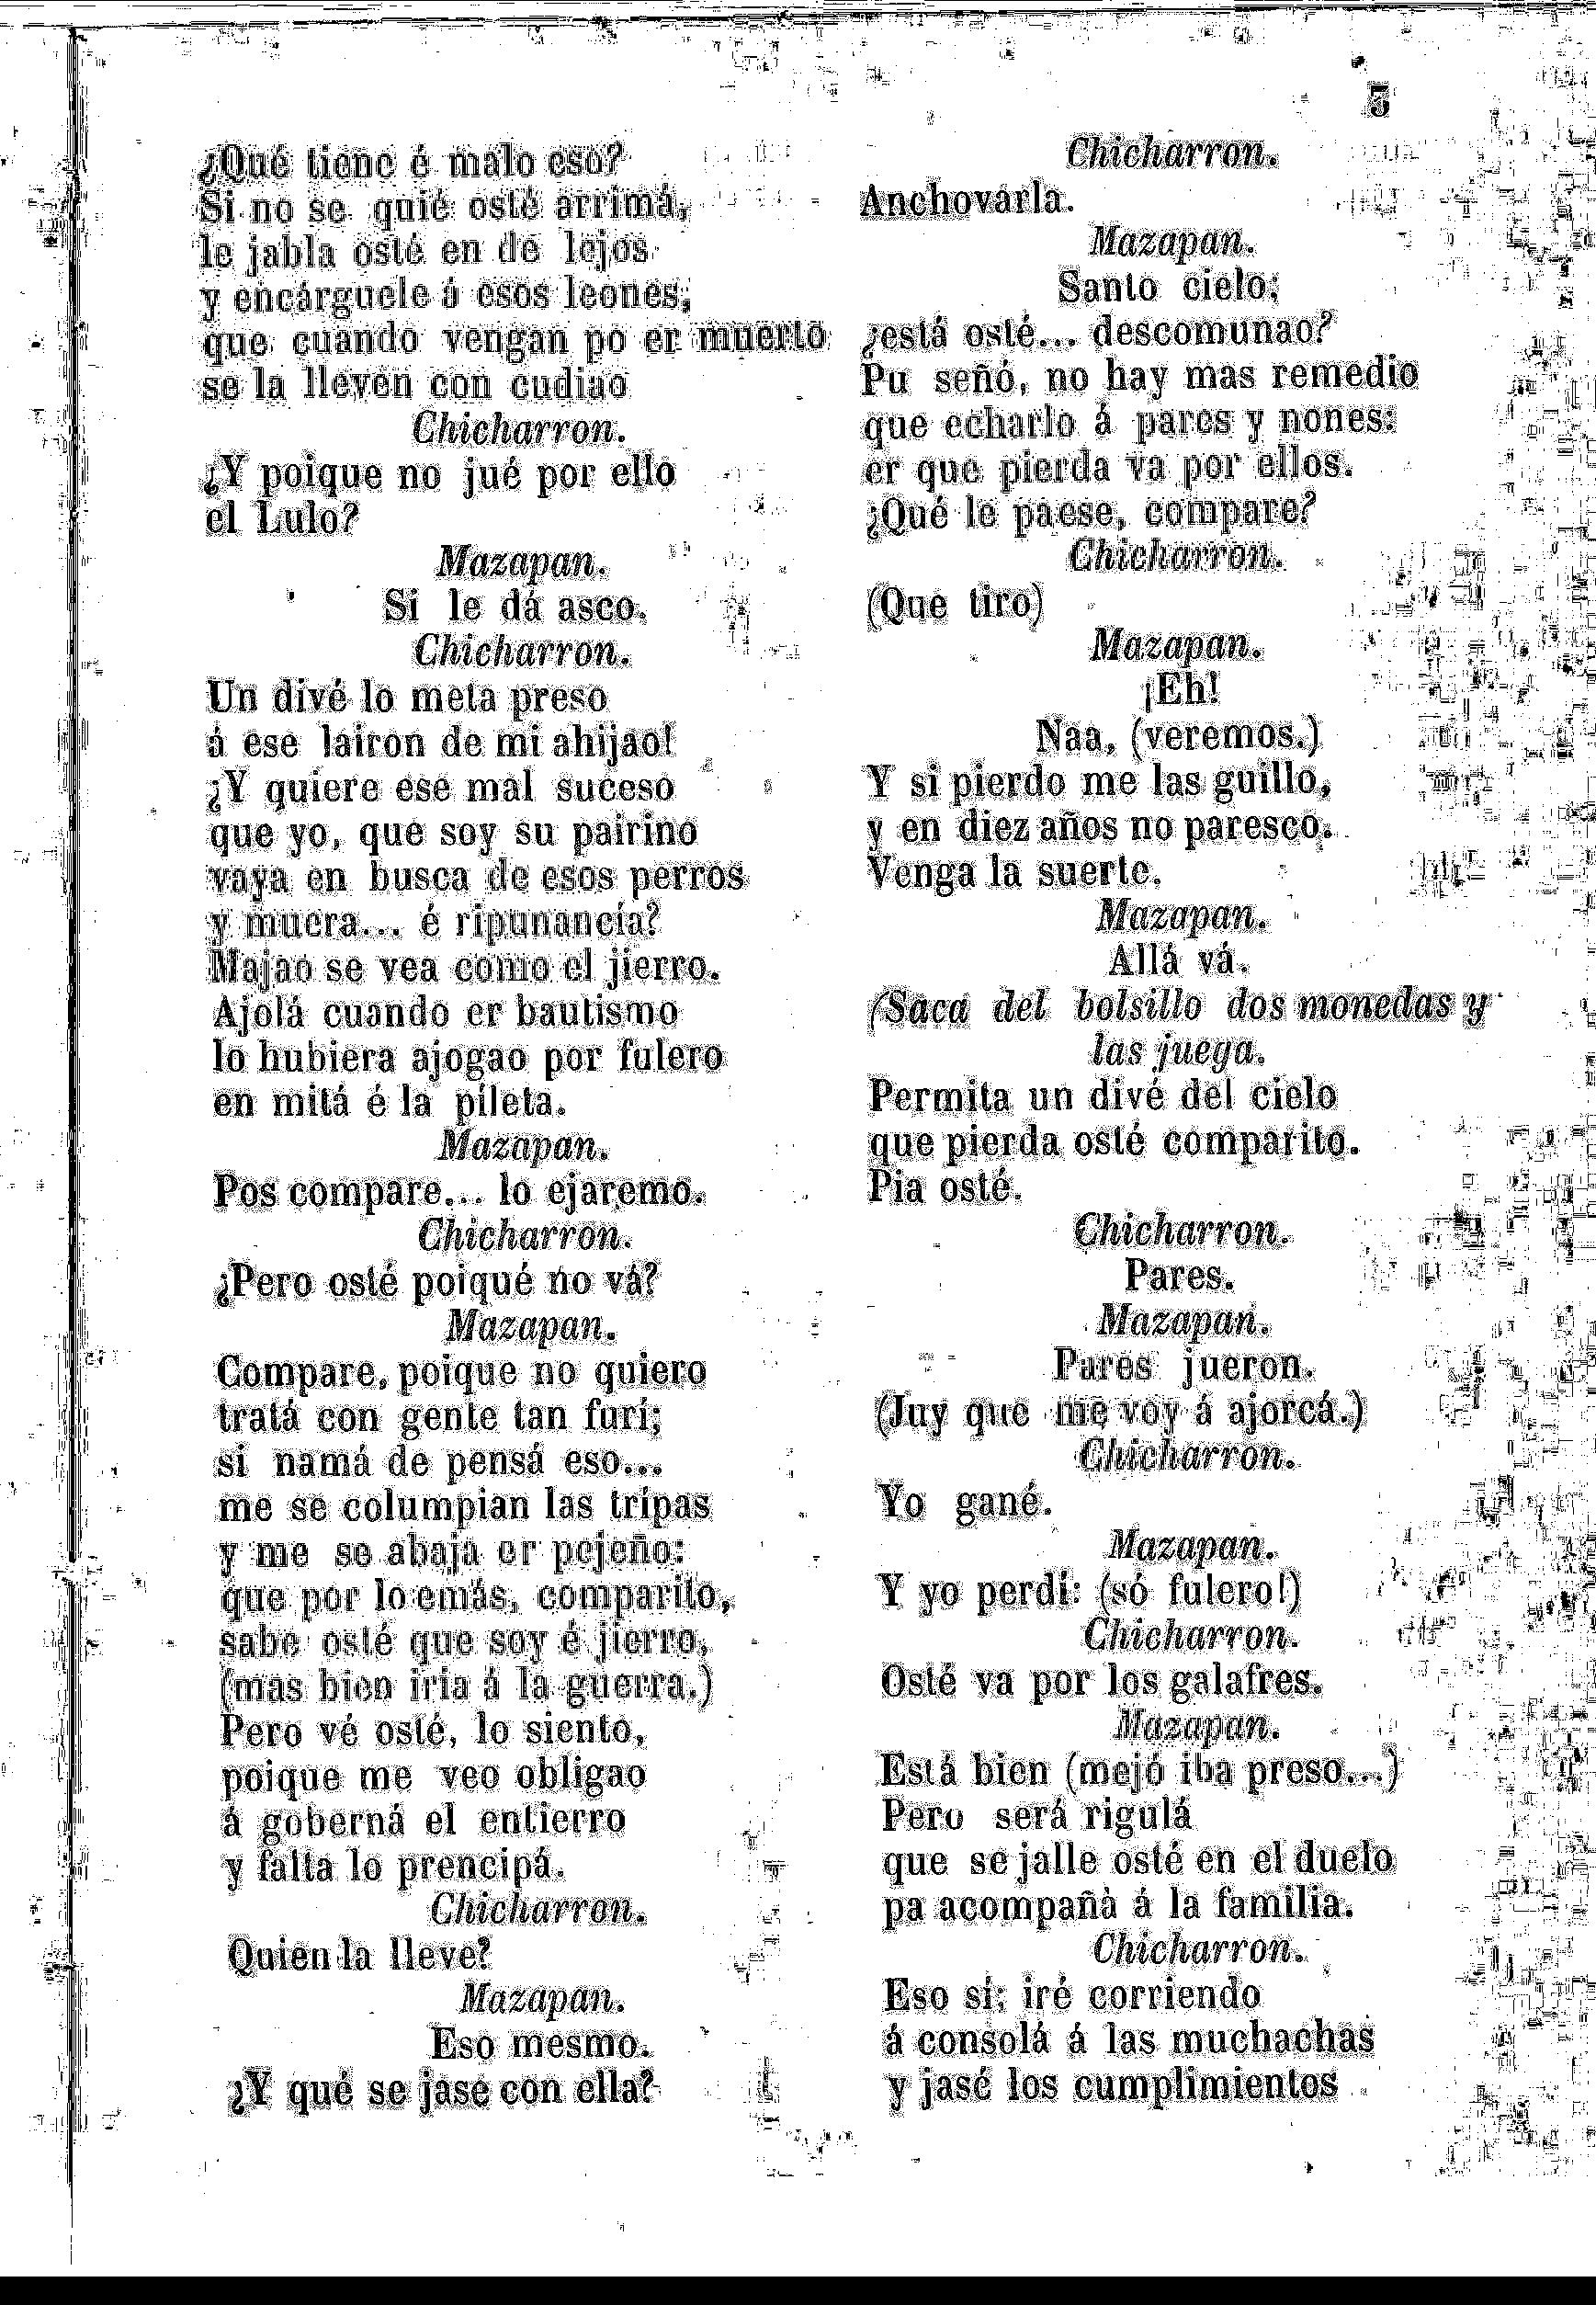 5
¿Qué tiene é malo eso?
Si no se quié osté arrimá,
le jabla osté en de lejos
y encárguele á esos leones;
que cuando vengan po er muerto
se la lleven con cudiao
Chicharron.
¿Y poique no jué por ello
el Lulo?
Mazapan.
Si le dá asco.
Chicharron.
Un divé lo meta preso
á ese lairon de mi ahijao!
¿Y quiere ese mal suceso
que yo, que soy su pairino
vaya en busca de esos perros
y muera... é ripunancía?
Majao se vea como el jierro.
Ajolá cuando er bautismo
lo hubiera ajogao por fulero
en mitá é la pileta.
Mazapan.
Pos compare... lo ejaremo.
Chicharron.
¿Pero osté poiqué no vá?
Mazapan.
Compare, poique no quiero
tratá con gente tan furí;
si namá de pensá eso...
me se columpian las tripas
y me se abaja er pejeño:
que por lo emás, comparito,
sabe osté que soy é jierro,
(mas bien iria á la guerra.)
Pero vé osté, lo siento,
poique me veo obligao
á goberná el entierro
y falta lo prencipá.
Chicharron.
Quien la lleve?
Mazapan.
Eso mesmo.
¿Y qué se jase con ella?
Chicharron.
Anchovarla.
Mazapan.
Santo cielo;
¿está osté... descomunao?
Pu señó, no hay mas remedio
que echarlo á pares y nones:
er que pierda va por ellos.
¿Qué le paese, compare?
Chicharron.
(Que tiro)
Mazapan.
¡Eh!
Naa, (veremos.)
Y si pierdo me las guillo,
y en diez años no paresco.
Venga la suerte.
Mazapan.
Allá vá.
(Saca del bolsillo dos monedas y
las juega.
Permita un divé del cielo
que pierda osté comparito.
Pia osté.
Chicharron.
Pares.
Mazapan.
Pares jueron.
(Juy que me voy á ajorcá.)
Chicharron.
Yo gané.
Mazapan.
Y yo perdí: (só fulero!)
Chicharron.
Osté va por los galafres.
Mazapan.
Está bien (mejó iba preso...)
Pero será rigulá
que se jalle osté en el duelo
pa acompañá á la familia.
Chicharron.
Eso si; iré corriendo
á consolá á las muchachas
y jasé los cumplimientos